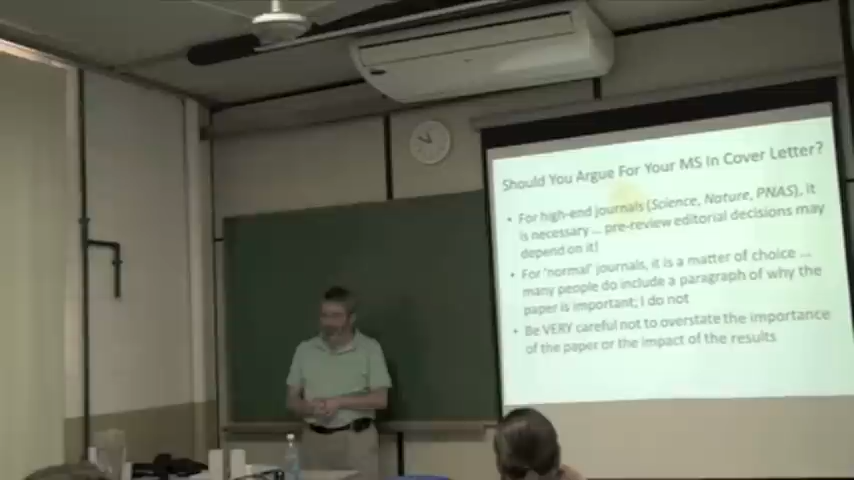 Should You Argue For Your MS In Cover Letter?
• For high-end journals (Science, Nature, PNAS), it
is necessary ... pre-review editorial decisions may
depend on it!
• For 'normal' journals, it is a matter of choice ...
many people do include a paragraph of why the
paper is important; I do not
• Be VERY careful not to overstate the importance
of the paper or the impact of the results